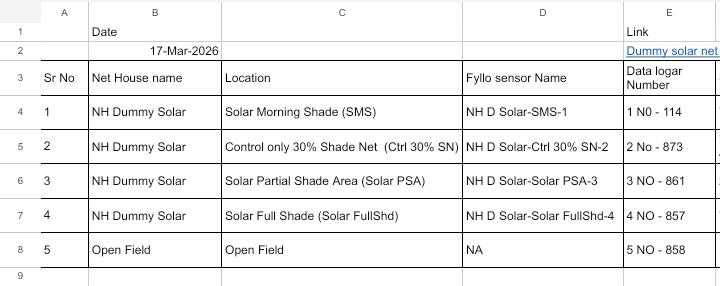 A B C D E
1 Date Link
2 17-Mar-2026 Dummy solar net
3 Sr No Net House name Location Fyllo sensor Name Data logar
Number
4 1 NH Dummy Solar Solar Morning Shade (SMS) NH D Solar-SMS-1 1 N0 - 114
5 2 NH Dummy Solar Control only 30% Shade Net (Ctrl 30% SN) NH D Solar-Ctrl 30% SN-2 2 No - 873
6 3 NH Dummy Solar Solar Partial Shade Area (Solar PSA) NH D Solar-Solar PSA-3 3 NO - 861
7 4 NH Dummy Solar Solar Full Shade (Solar FullShd) NH D Solar-Solar FullShd-4 4 NO - 857
8 5 Open Field Open Field NA 5 NO - 858
9